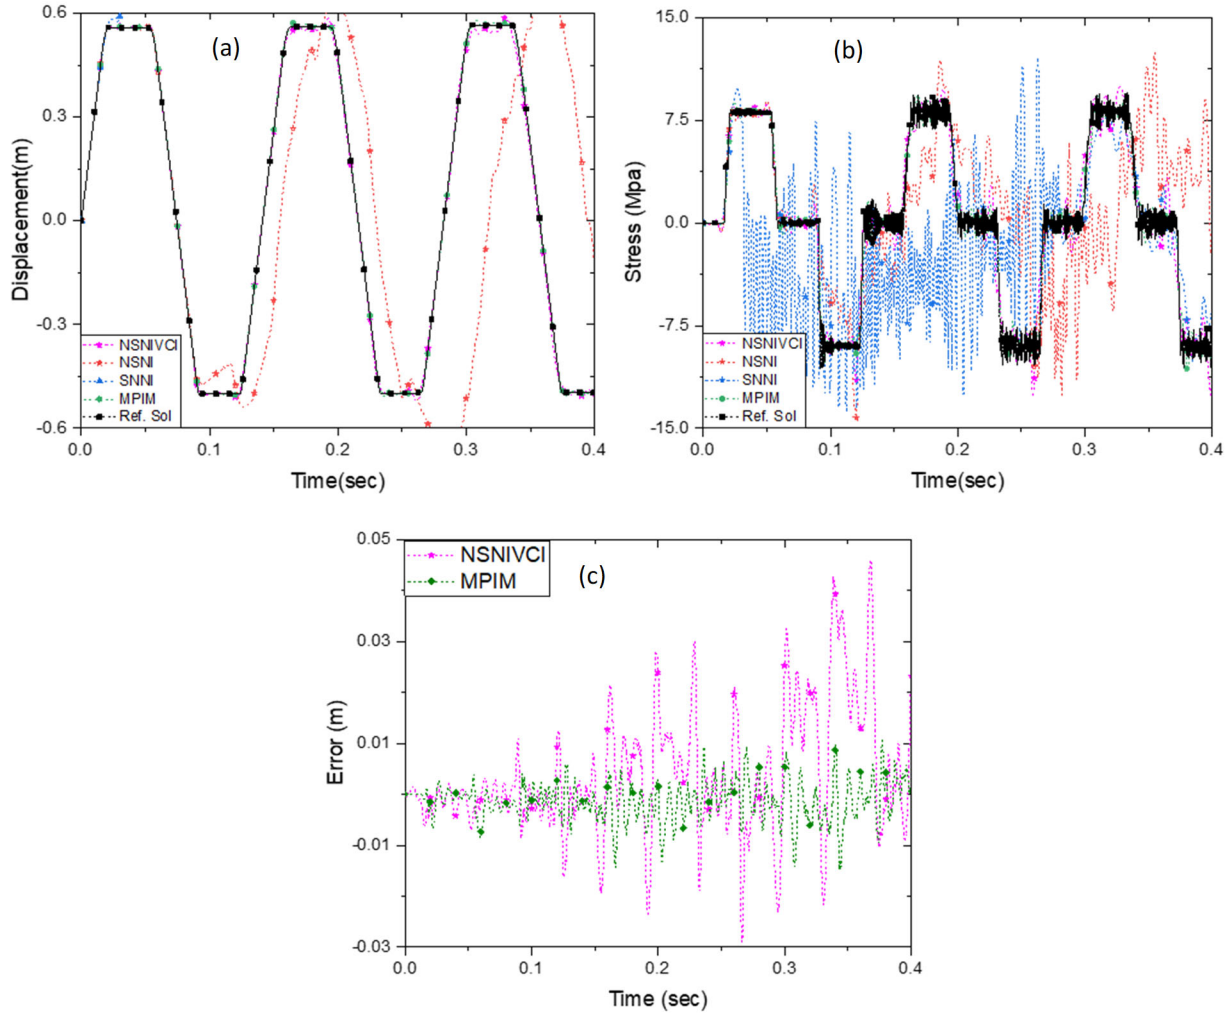 (a)
Displacement(m)
0.6
0.3
0.0
-0.3
-0.6
NSNIVCI
NSNI
SNNI
MPIM
Ref. Sol
0.0 0.1 0.2 0.3 0.4
Time(sec)
(b)
Stress (Mpa)
15.0
7.5
0.0
-7.5
-15.0
NSNIVCI
NSNI
SNNI
MPIM
Ref. Sol
0.0 0.1 0.2 0.3 0.4
Time(sec)
(c)
Error (m)
0.05
0.03
0.01
-0.01
-0.03
NSNIVCI
MPIM
0.0 0.1 0.2 0.3 0.4
Time (sec)